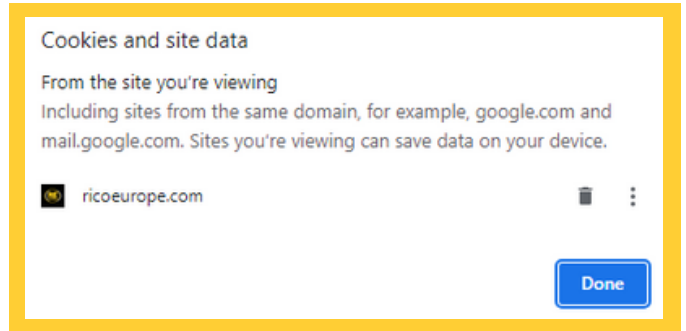 Cookies and site data
From the site you're viewing
Including sites from the same domain, for example, google.com and
mail.google.com. Sites you're viewing can save data on your device.
ricoeurope.com
Done